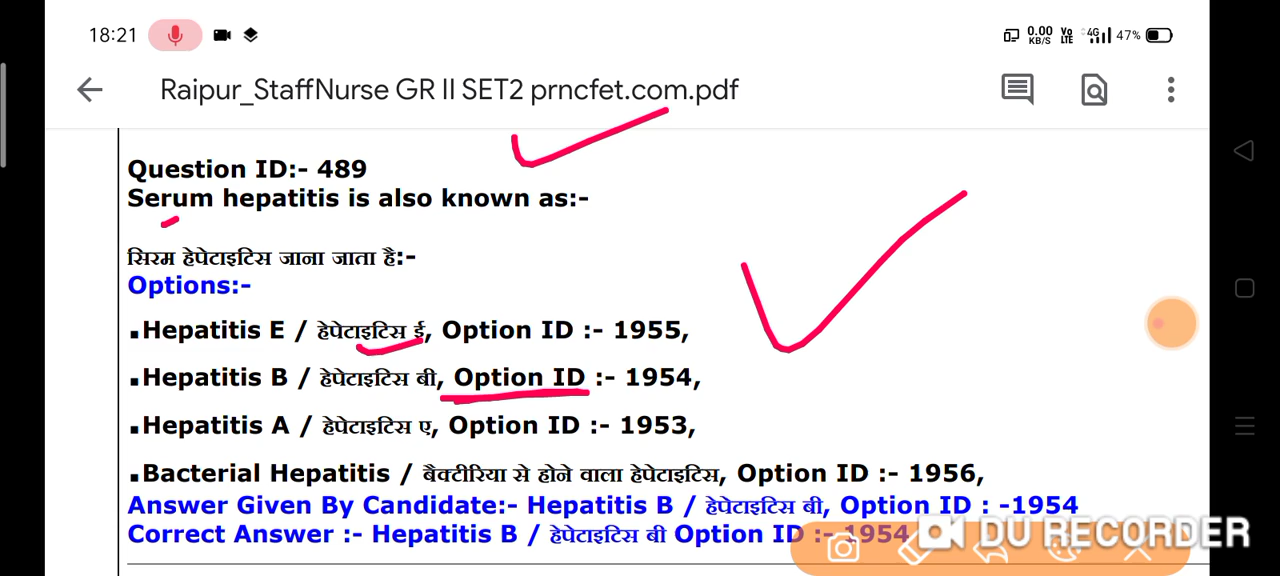 18:21 0.00 KB/S Vo LTE 4G 47%
Raipur_StaffNurse GR II SET2 prncfet.com.pdf
Question ID:- 489
Serum hepatitis is also known as:-
सिरम हेपेटाइटिस जाना जाता है:-
Options:-
▪Hepatitis E / हेपेटाइटिस ई, Option ID :- 1955,
▪Hepatitis B / हेपेटाइटिस बी, Option ID :- 1954,
▪Hepatitis A / हेपेटाइटिस ए, Option ID :- 1953,
▪Bacterial Hepatitis / बैक्टीरिया से होने वाला हेपेटाइटिस, Option ID :- 1956,
Answer Given By Candidate:- Hepatitis B / हेपेटाइटिस बी, Option ID : -1954
Correct Answer :- Hepatitis B / हेपेटाइटिस बी Option ID :- 1954
DU RECORDER